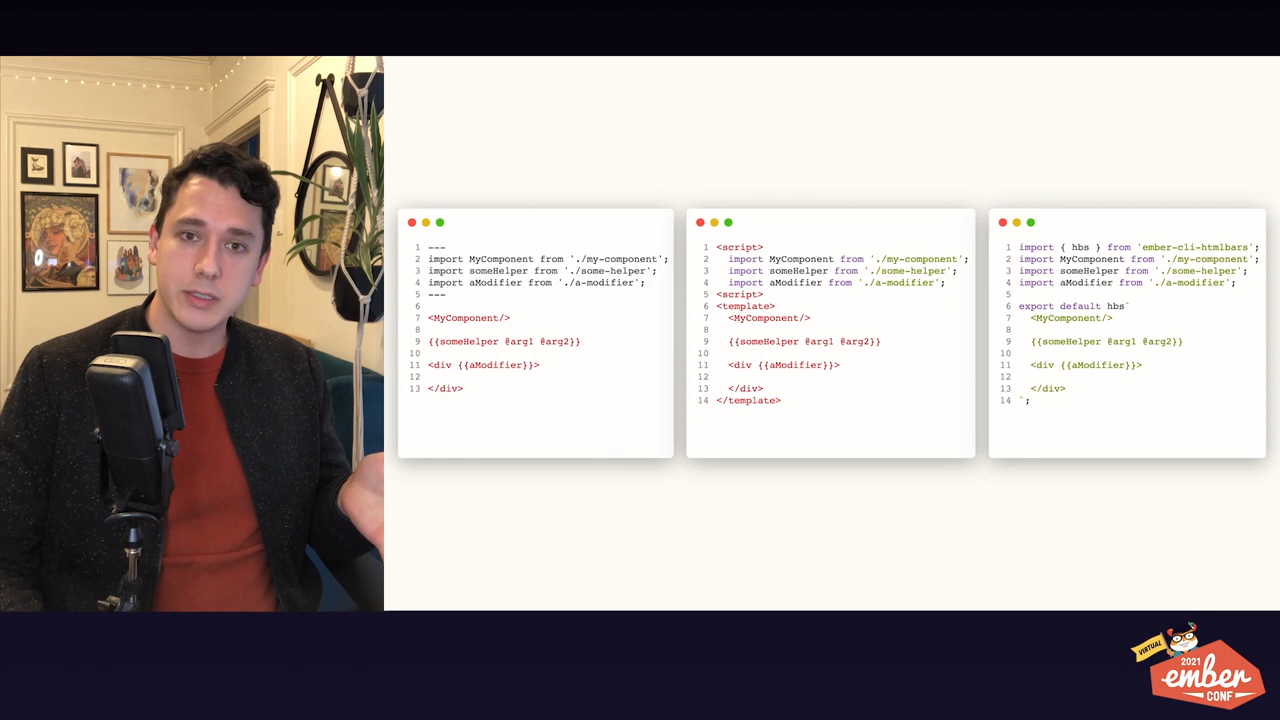 1 ---
2 import MyComponent from './my-component';
3 import someHelper from './some-helper';
4 import aModifier from './a-modifier';
5 ---
6
7 <MyComponent/>
8
9 {{someHelper @arg1 @arg2}}
10
11 <div {{aModifier}}>
12
13 </div>
1 <script>
2 import MyComponent from './my-component';
3 import someHelper from './some-helper';
4 import aModifier from './a-modifier';
5 <script>
6 <template>
7 <MyComponent/>
8
9 {{someHelper @arg1 @arg2}}
10
11 <div {{aModifier}}>
12
13 </div>
14 </template>
1 import { hbs } from 'ember-cli-htmlbars';
2 import MyComponent from './my-component';
3 import someHelper from './some-helper';
4 import aModifier from './a-modifier';
5
6 export default hbs`
7 <MyComponent/>
8
9 {{someHelper @arg1 @arg2}}
10
11 <div {{aModifier}}>
12
13 </div>
14 `;
VIRTUAL
2021
ember
CONF